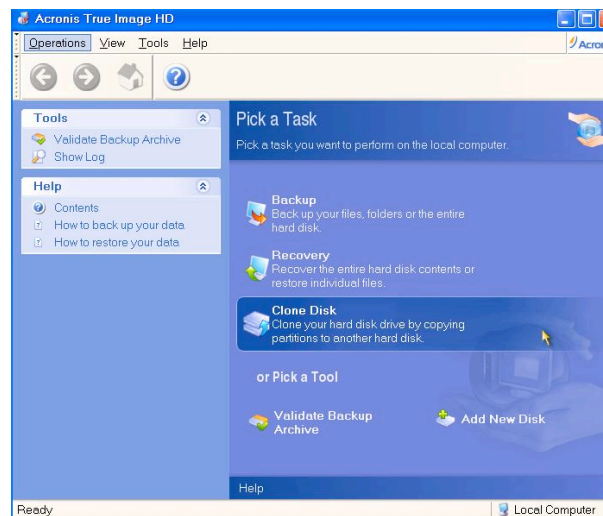 Acronis True Image HD
Operations View Tools Help
Tools
Validate Backup Archive
Show Log
Help
Contents
How to back up your data
How to restore your data
Pick a Task
Pick a task you want to perform on the local computer.
Backup
Back up your files, folders or the entire
hard disk.
Recovery
Recover the entire hard disk contents or
restore individual files.
Clone Disk
Clone your hard disk drive by copying
partitions to another hard disk.
or Pick a Tool
Validate Backup
Archive
Add New Disk
Help
Ready
Local Computer